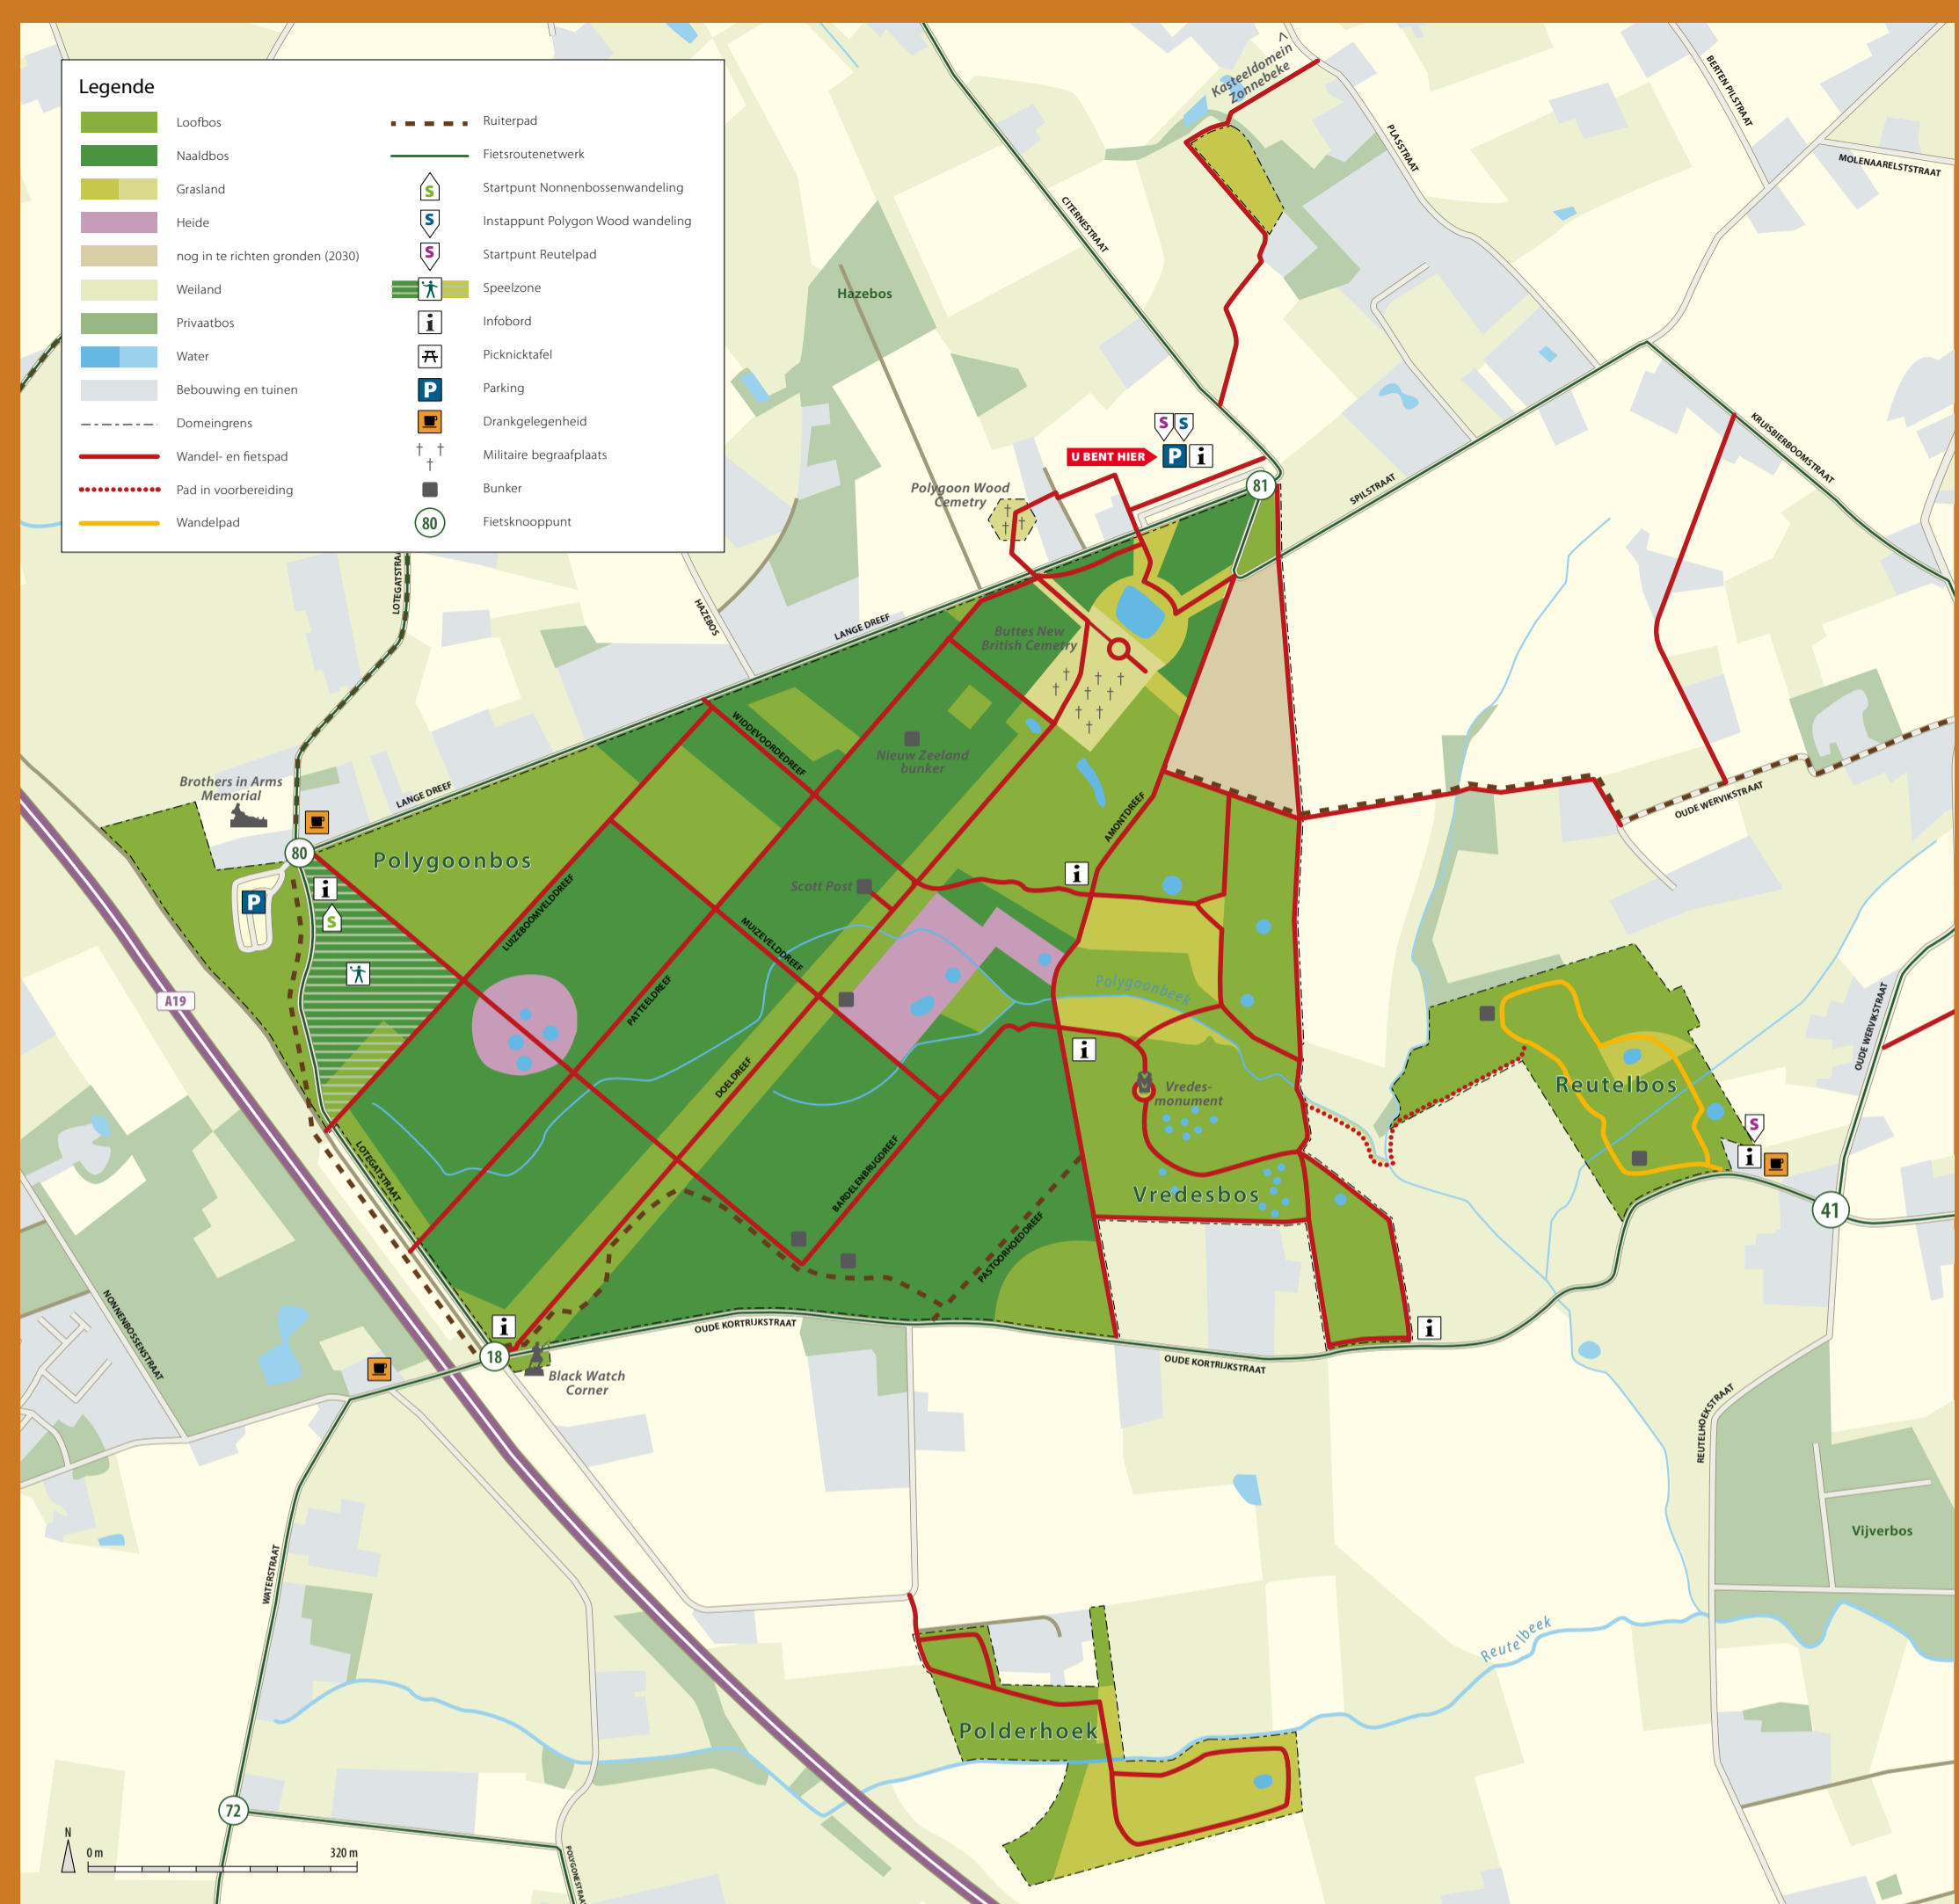 Legende
Loofbos
Naaldbos
Grasland
Heide
nog in te richten gronden (2030)
Weiland
Privaatbos
Water
Bebouwing en tuinen
Domeingrens
Wandel- en fietspad
Pad in voorbereiding
Wandelpad
Ruiterpad
Fietsroutenetwerk
S
Startpunt Nonnenbossenwandeling
S
Instappunt Polygon Wood wandeling
S
Startpunt Reutelpad
Speelzone
i
Infobord
Picknicktafel
P
Parking
Drankgelegenheid
Militaire begraafplaats
Bunker
80
Fietsknooppunt
Kasteeldomein
Zonnebeke
>
BERTEN PILSTRAAT
PLASSTRAAT
MOLENAARELSTSTRAAT
CITERNESTRAAT
Hazebos
KRUISBIERBOOMSTRAAT
S S
U BENT HIER
P i
81
SPILSTRAAT
Polygoon Wood
Cemetry
LOTEGATSTRAAT
HAZEBOS
LANGE DREEF
Buttes New
British Cemetry
WIDDEVOORDEDREEF
Nieuw Zeeland
bunker
Brothers in Arms
Memorial
LANGE DREEF
OUDE WERVIKSTRAAT
AMONTDREEF
80
Polygoonbos
i
P
i
S
Scott Post
LUIZEBOOMVELDDREEF
MUIZEVELDDREEF
PATTEELDREEF
Polygoonbeek
A19
OUDE WERVIKSTRAAT
i
DOELDREEF
Vredes-
monument
Reutelbos
S
i
LOTEGATSTRAAT
BARDELENBRUGDREEF
Vredesbos
41
PASTOORHOEDDREEF
NONNENBOSSENSTRAAT
i
18
OUDE KORTRIJKSTRAAT
i
OUDE KORTRIJKSTRAAT
Black Watch
Corner
REUTELHOEKSTRAAT
Vijverbos
WATERSTRAAT
Reutelbeek
Polderhoek
72
N
0 m
320 m
POLYGONESTRAAT